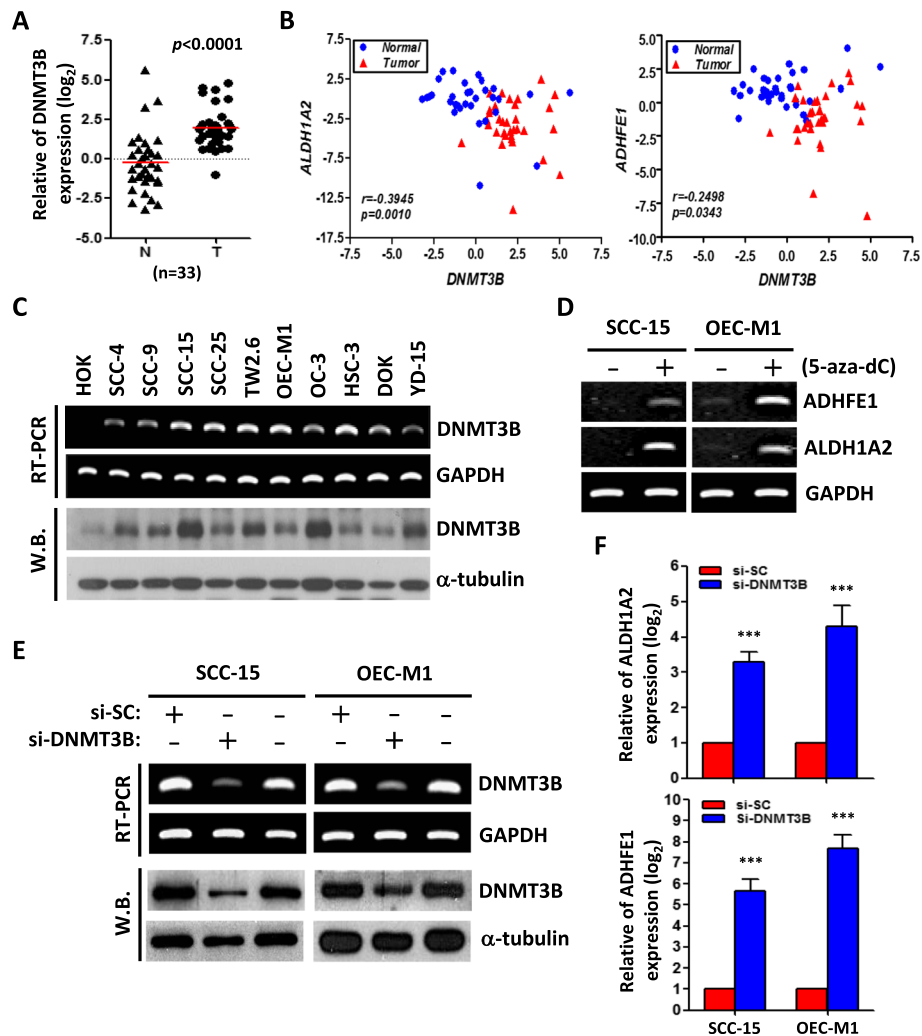 A
Relative of DNMT3B
expression (log2)
p<0.0001
7.5
5.0
2.5
0.0
-2.5
-5.0
N
T
(n=33)
B
ALDH1A2
Normal
Tumor
12.5
7.5
2.5
-2.5
-7.5
-12.5
-17.5
r=-0.3945
p=0.0010
-7.5 -5.0 -2.5 0.0 2.5 5.0 7.5
DNMT3B
ADHFE1
Normal
Tumor
5.0
2.5
0.0
-2.5
-5.0
-7.5
-10.0
r=-0.2498
p=0.0343
-7.5 -5.0 -2.5 0.0 2.5 5.0 7.5
DNMT3B
C
HOK
SCC-4
SCC-9
SCC-15
SCC-25
TW2.6
OEC-M1
OC-3
HSC-3
DOK
YD-15
RT-PCR
DNMT3B
GAPDH
W.B.
DNMT3B
α-tubulin
D
SCC-15 OEC-M1
– + – + (5-aza-dC)
ADHFE1
ALDH1A2
GAPDH
E
SCC-15 OEC-M1
si-SC: + – – + – –
si-DNMT3B: – + – – + –
RT-PCR
DNMT3B
GAPDH
W.B.
DNMT3B
α-tubulin
F
Relative of ALDH1A2
expression (log2)
si-SC
si-DNMT3B
6
5
4
3
2
1
0
***
***
Relative of ADHFE1
expression (log2)
si-SC
Si-DNMT3B
10
9
8
7
6
5
4
3
2
1
0
***
***
SCC-15 OEC-M1